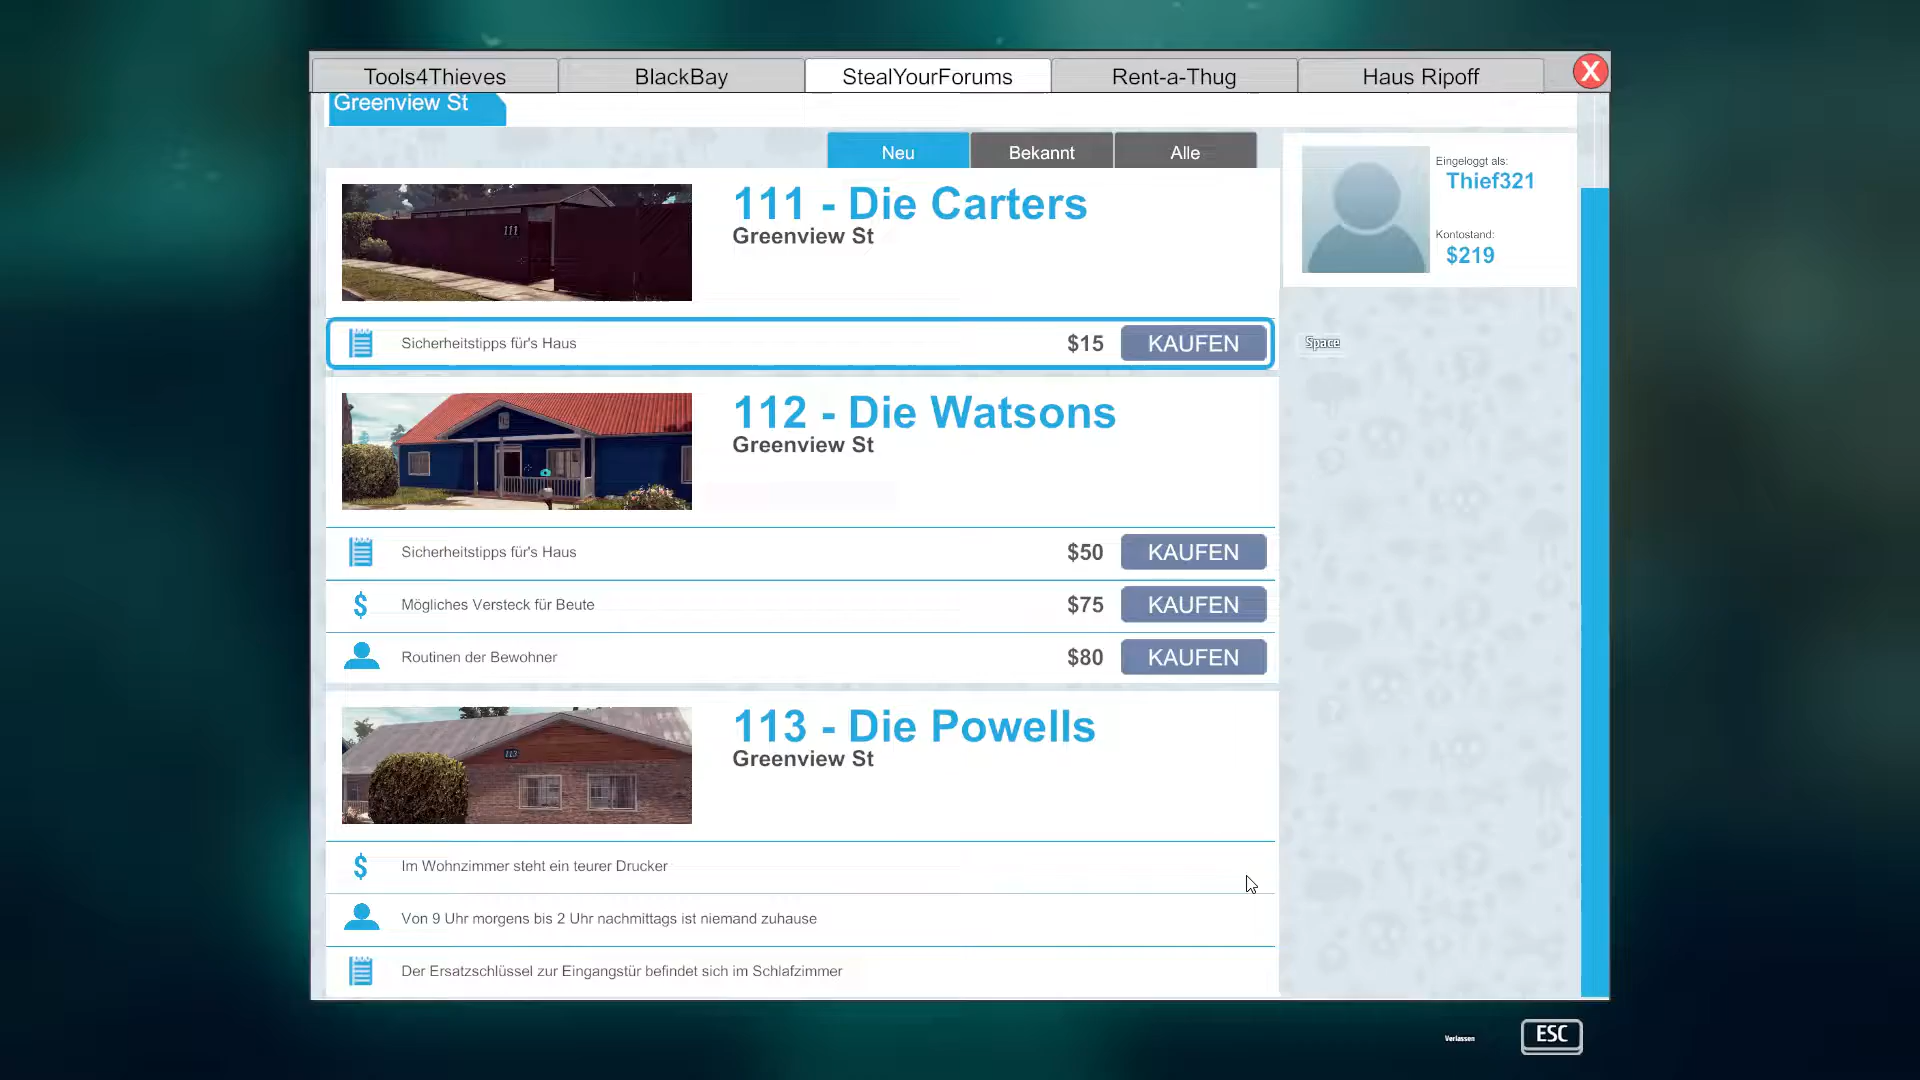 Tools4Thieves
BlackBay
StealYourForums
Rent-a-Thug
Haus Ripoff
X
Greenview St
Neu
Bekannt
Alle
Eingeloggt als:
Thief321
Kontostand:
$219
111
111 - Die Carters
Greenview St
Sicherheitstipps für's Haus
$15
KAUFEN
Space
112 - Die Watsons
Greenview St
Sicherheitstipps für's Haus
$50
KAUFEN
Mögliches Versteck für Beute
$75
KAUFEN
Routinen der Bewohner
$80
KAUFEN
113
113 - Die Powells
Greenview St
Im Wohnzimmer steht ein teurer Drucker
Von 9 Uhr morgens bis 2 Uhr nachmittags ist niemand zuhause
Der Ersatzschlüssel zur Eingangstür befindet sich im Schlafzimmer
Verlassen
ESC